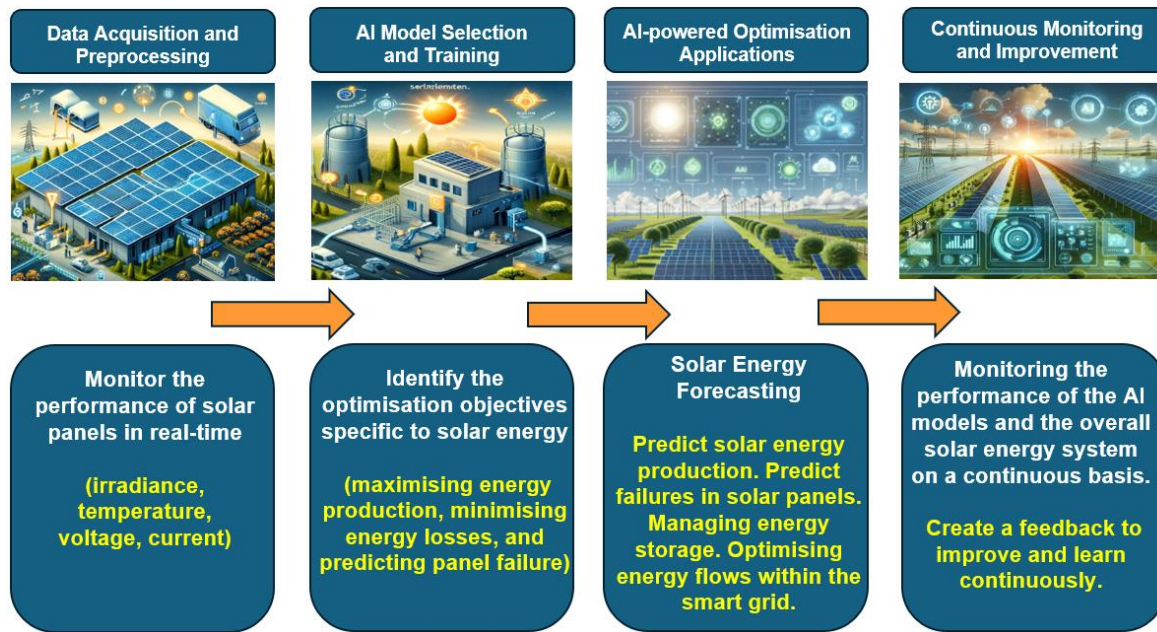 Data Acquisition and
Preprocessing
AI Model Selection
and Training
AI-powered Optimisation
Applications
Continuous Monitoring
and Improvement
AI
Monitor the
performance of solar
panels in real-time
(irradiance,
temperature,
voltage, current)
Identify the
optimisation objectives
specific to solar energy
(maximising energy
production, minimising
energy losses, and
predicting panel failure)
Solar Energy
Forecasting
Predict solar energy
production. Predict
failures in solar panels.
Managing energy
storage. Optimising
energy flows within the
smart grid.
Monitoring the
performance of the AI
models and the overall
solar energy system
on a continuous basis.
Create a feedback to
improve and learn
continuously.